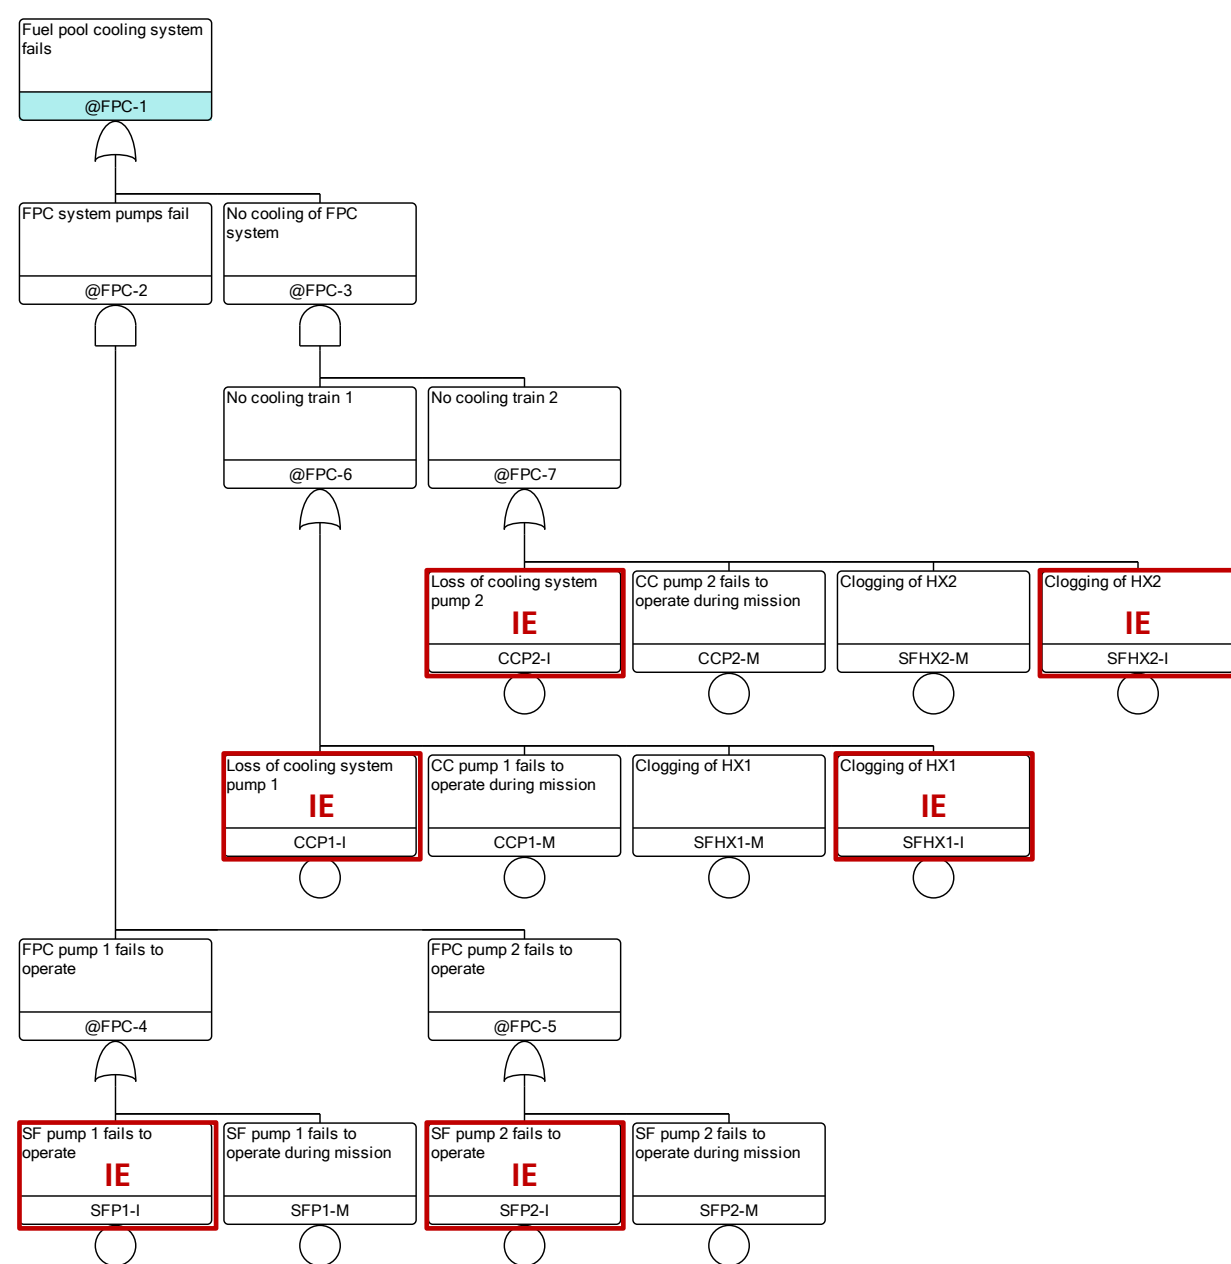 Fuel pool cooling system
fails
@FPC-1
FPC system pumps fail
@FPC-2
No cooling of FPC
system
@FPC-3
No cooling train 1
@FPC-6
No cooling train 2
@FPC-7
Loss of cooling system
pump 2
IE
CCP2-I
CC pump 2 fails to
operate during mission
CCP2-M
Clogging of HX2
SFHX2-M
Clogging of HX2
IE
SFHX2-I
Loss of cooling system
pump 1
IE
CCP1-I
CC pump 1 fails to
operate during mission
CCP1-M
Clogging of HX1
SFHX1-M
Clogging of HX1
IE
SFHX1-I
FPC pump 1 fails to
operate
@FPC-4
FPC pump 2 fails to
operate
@FPC-5
SF pump 1 fails to
operate
IE
SFP1-I
SF pump 1 fails to
operate during mission
SFP1-M
SF pump 2 fails to
operate
IE
SFP2-I
SF pump 2 fails to
operate during mission
SFP2-M